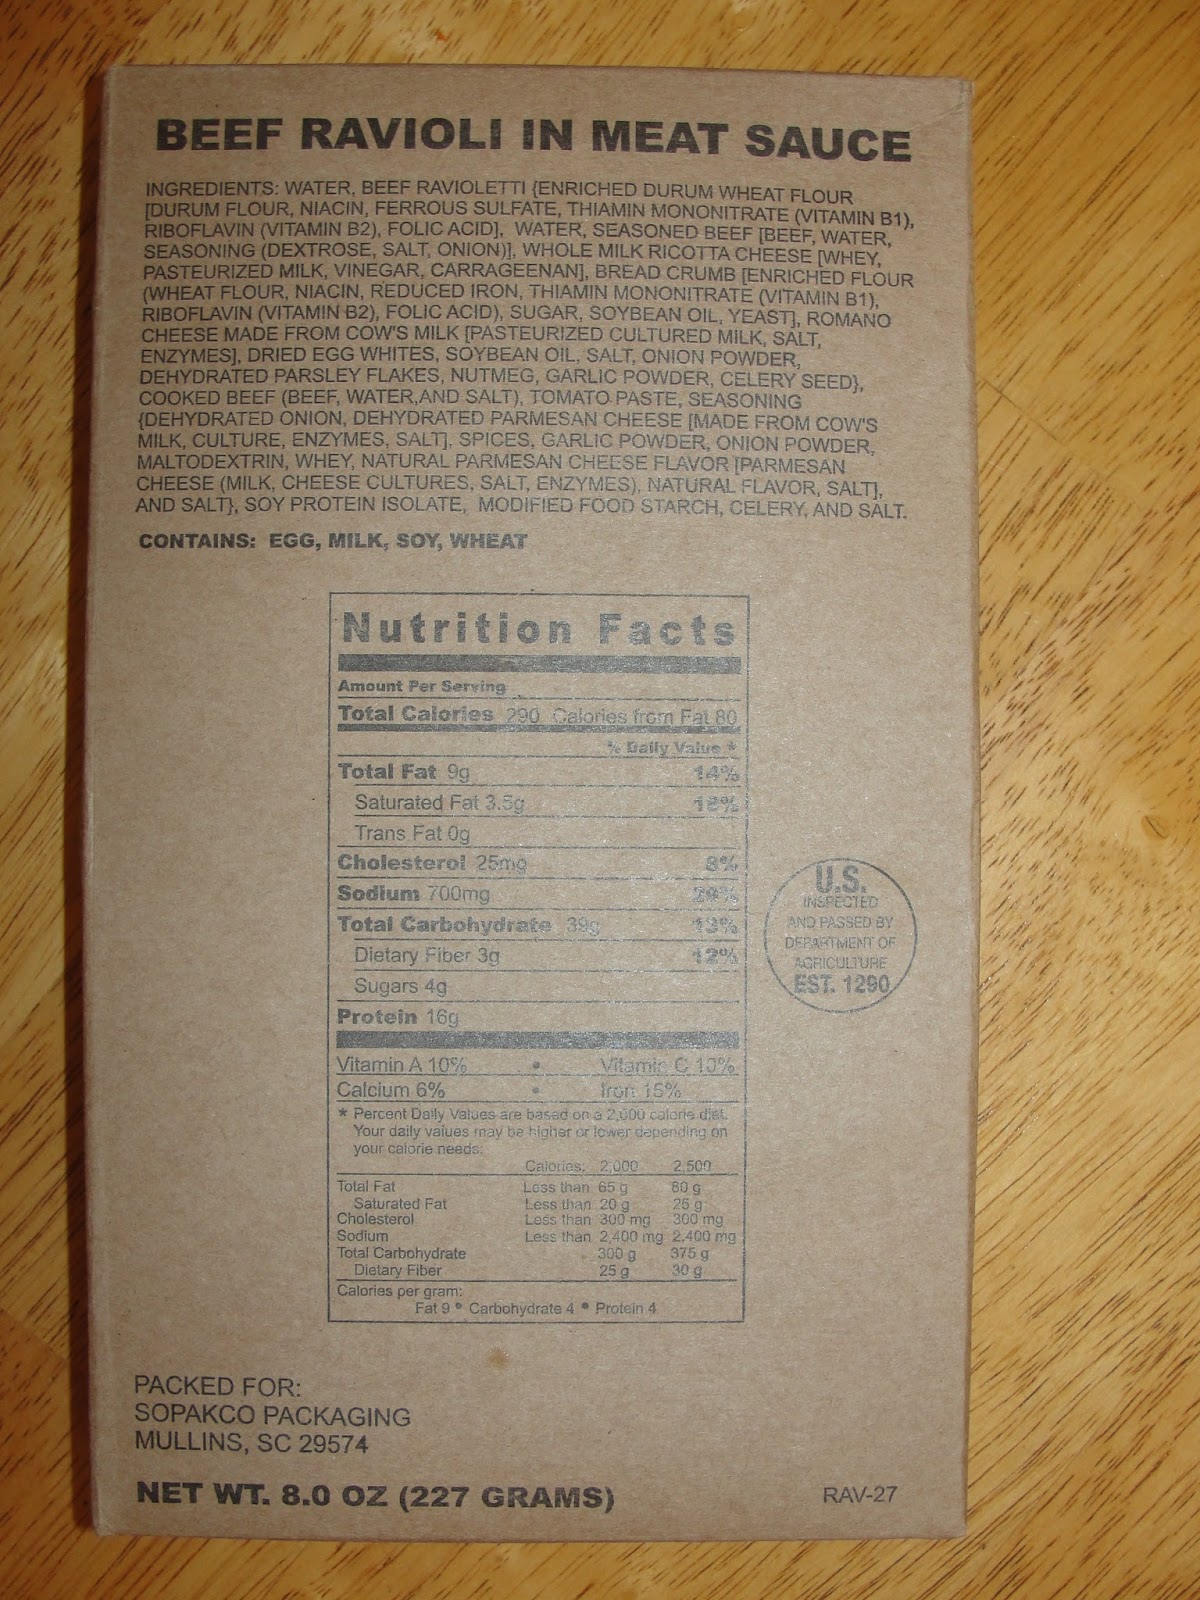 BEEF RAVIOLI IN MEAT SAUCE
INGREDIENTS: WATER, BEEF RAVIOLETTI {ENRICHED DURUM WHEAT FLOUR
[DURUM FLOUR, NIACIN, FERROUS SULFATE, THIAMIN MONONITRATE (VITAMIN B1),
RIBOFLAVIN (VITAMIN B2), FOLIC ACID], WATER, SEASONED BEEF [BEEF, WATER,
SEASONING (DEXTROSE, SALT, ONION)], WHOLE MILK RICOTTA CHEESE [WHEY,
PASTEURIZED MILK, VINEGAR, CARRAGEENAN], BREAD CRUMB [ENRICHED FLOUR
(WHEAT FLOUR, NIACIN, REDUCED IRON, THIAMIN MONONITRATE (VITAMIN B1),
RIBOFLAVIN (VITAMIN B2), FOLIC ACID), SUGAR, SOYBEAN OIL, YEAST], ROMANO
CHEESE MADE FROM COW'S MILK [PASTEURIZED CULTURED MILK, SALT,
ENZYMES], DRIED EGG WHITES, SOYBEAN OIL, SALT, ONION POWDER,
DEHYDRATED PARSLEY FLAKES, NUTMEG, GARLIC POWDER, CELERY SEED},
COOKED BEEF (BEEF, WATER,AND SALT), TOMATO PASTE, SEASONING
{DEHYDRATED ONION, DEHYDRATED PARMESAN CHEESE [MADE FROM COW'S
MILK, CULTURE, ENZYMES, SALT], SPICES, GARLIC POWDER, ONION POWDER,
MALTODEXTRIN, WHEY, NATURAL PARMESAN CHEESE FLAVOR [PARMESAN
CHEESE (MILK, CHEESE CULTURES, SALT, ENZYMES), NATURAL FLAVOR, SALT],
AND SALT}, SOY PROTEIN ISOLATE, MODIFIED FOOD STARCH, CELERY, AND SALT.
CONTAINS: EGG, MILK, SOY, WHEAT
Nutrition Facts
Amount Per Serving
Total Calories 290 Calories from Fat 80
% Daily Value *
Total Fat 9g 14%
Saturated Fat 3.5g 18%
Trans Fat 0g
Cholesterol 25mg 8%
Sodium 700mg 29%
Total Carbohydrate 39g 13%
Dietary Fiber 3g 12%
Sugars 4g
Protein 16g
Vitamin A 10% • Vitamin C 10%
Calcium 6% • Iron 15%
* Percent Daily Values are based on a 2,000 calorie diet.
Your daily values may be higher or lower depending on
your calorie needs:
Calories: 2,000 2,500
Total Fat Less than 65 g 80 g
Saturated Fat Less than 20 g 25 g
Cholesterol Less than 300 mg 300 mg
Sodium Less than 2,400 mg 2,400 mg
Total Carbohydrate 300 g 375 g
Dietary Fiber 25 g 30 g
Calories per gram:
Fat 9 • Carbohydrate 4 • Protein 4
U.S.
INSPECTED
AND PASSED BY
DEPARTMENT OF
AGRICULTURE
EST. 1290
PACKED FOR:
SOPAKCO PACKAGING
MULLINS, SC 29574
NET WT. 8.0 OZ (227 GRAMS)
RAV-27